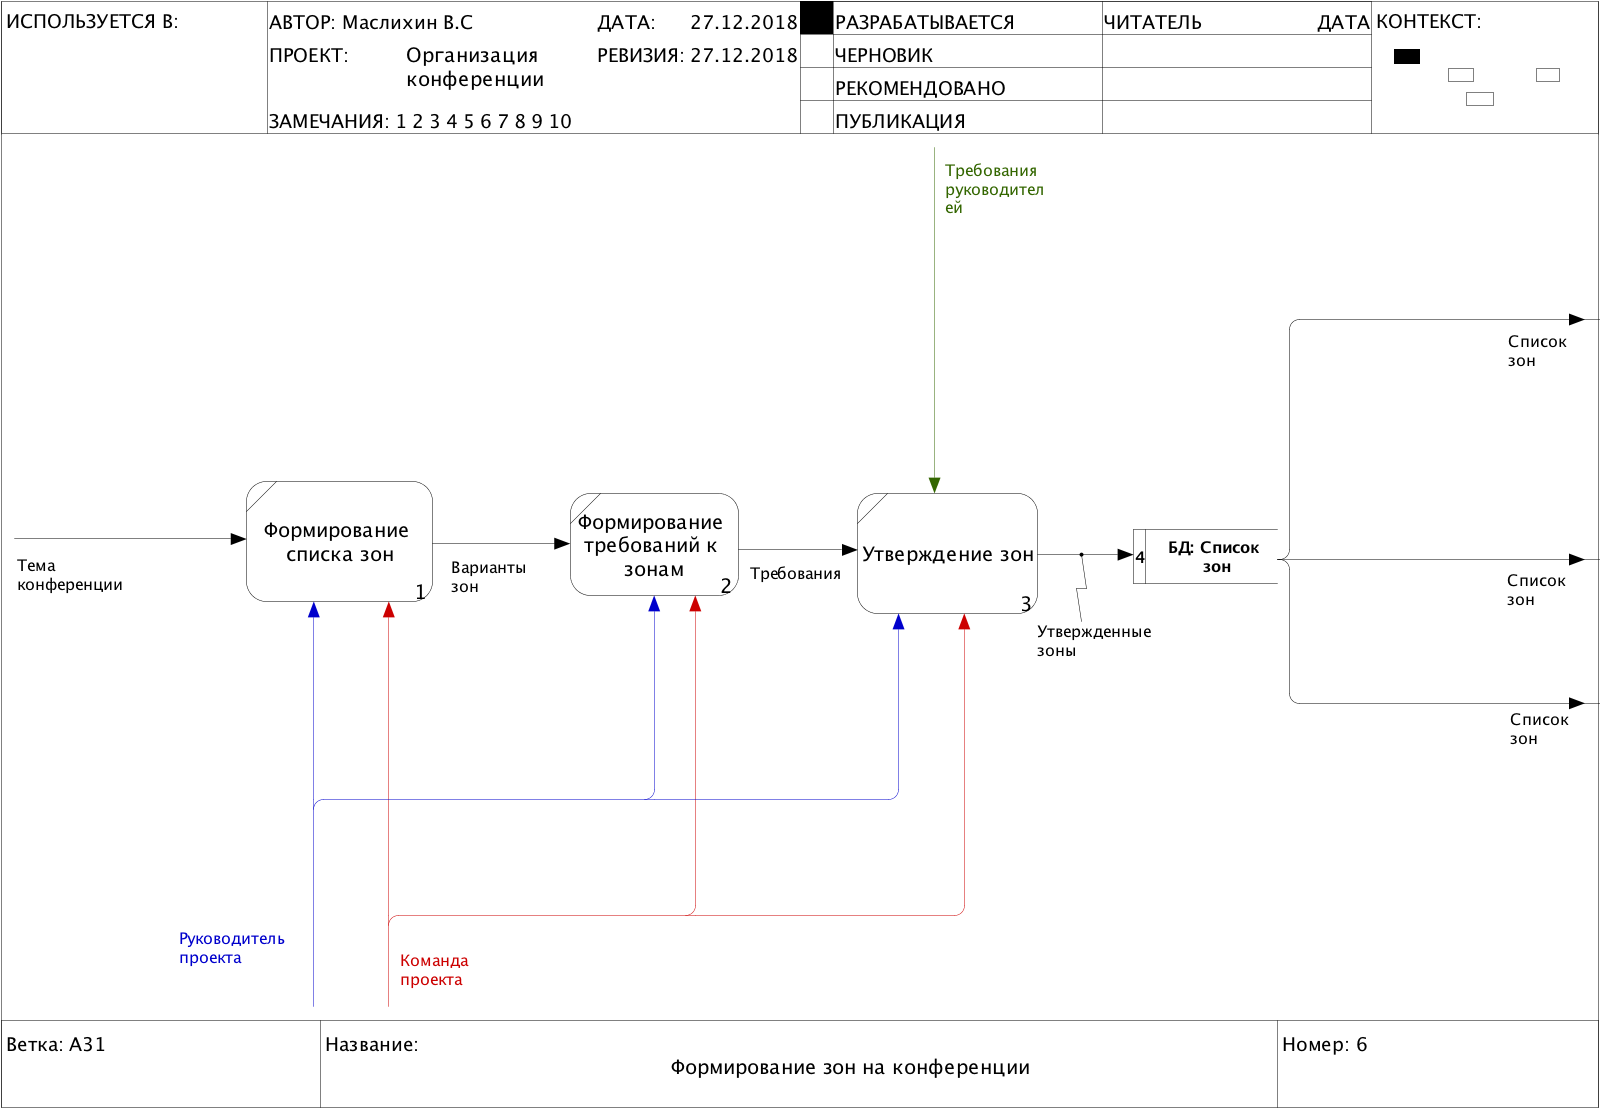 ИСПОЛЬЗУЕТСЯ В:
АВТОР: Маслихин В.С
ДАТА: 27.12.2018
ПРОЕКТ: Организация
конференции
РЕВИЗИЯ: 27.12.2018
ЗАМЕЧАНИЯ: 1 2 3 4 5 6 7 8 9 10
РАЗРАБАТЫВАЕТСЯ
ЧЕРНОВИК
РЕКОМЕНДОВАНО
ПУБЛИКАЦИЯ
ЧИТАТЕЛЬ
ДАТА
КОНТЕКСТ:
Требования
руководител
ей
Список
зон
Тема
конференции
Формирование
списка зон
1
Варианты
зон
Формирование
требований к
зонам
2
Требования
Утверждение зон
3
Утвержденные
зоны
4
БД: Список
зон
Список
зон
Список
зон
Руководитель
проекта
Команда
проекта
Ветка: A31
Название:
Формирование зон на конференции
Номер: 6